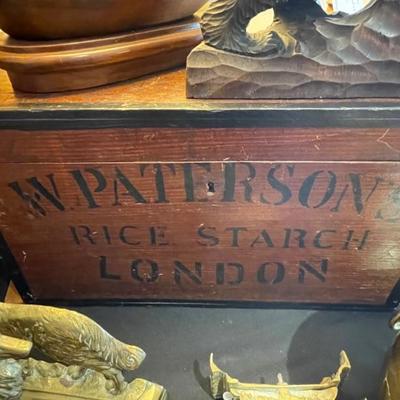 W. PATERSON'S
RICE STARCH
LONDON